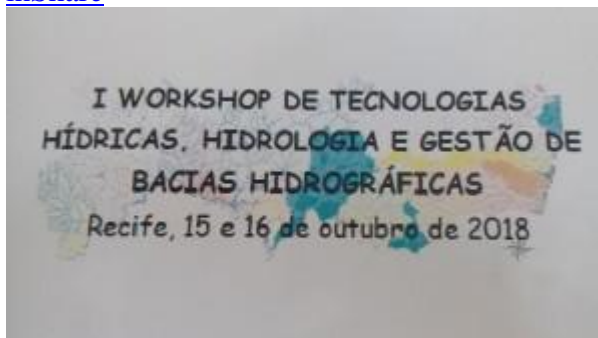 I WORKSHOP DE TECNOLOGIAS
HÍDRICAS, HIDROLOGIA E GESTÃO DE
BACIAS HIDROGRÁFICAS
Recife, 15 e 16 de outubro de 2018